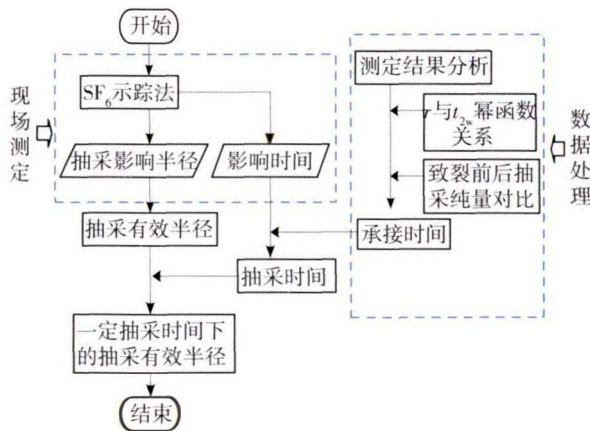 开始
现场测定
SF₆示踪法
抽采影响半径
影响时间
抽采有效半径
抽采时间
一定抽采时间下
的抽采有效半径
结束
测定结果分析
r与t₂w幂函数
关系
致裂前后抽
采纯量对比
承接时间
数据处理